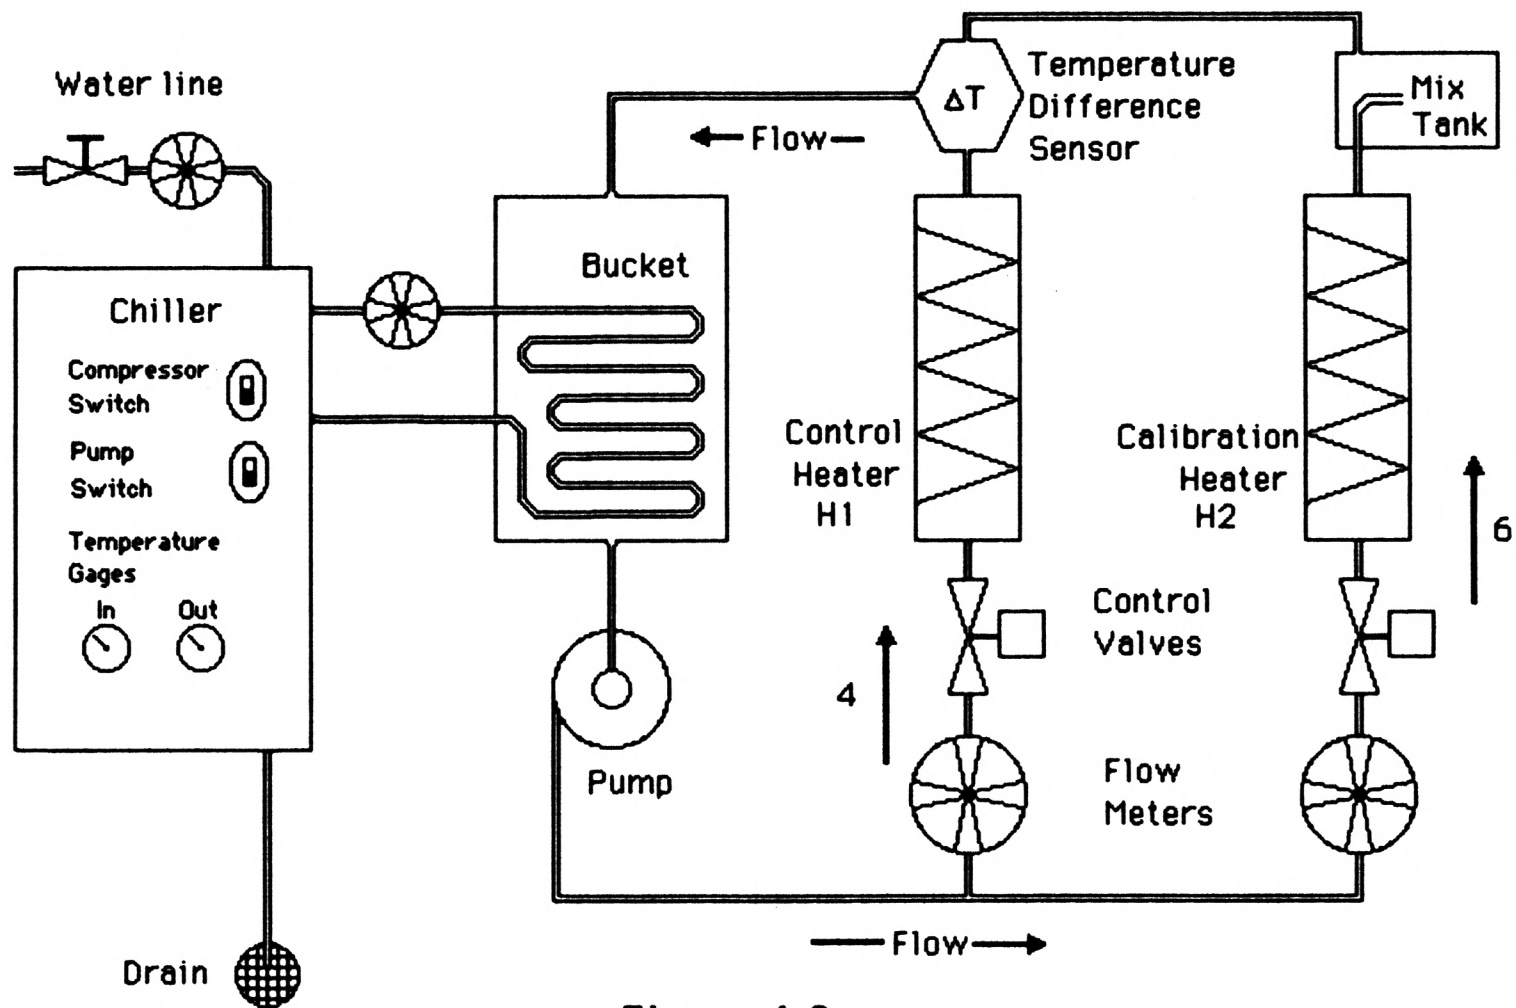 Water line
Chiller
Compressor
Switch
Pump
Switch
Temperature
Gages
In Out
Drain
Bucket
Pump
Flow
ΔT
Temperature
Difference
Sensor
Mix
Tank
Control
Heater
H1
Calibration
Heater
H2
Control
Valves
4
6
Flow
Meters
Flow